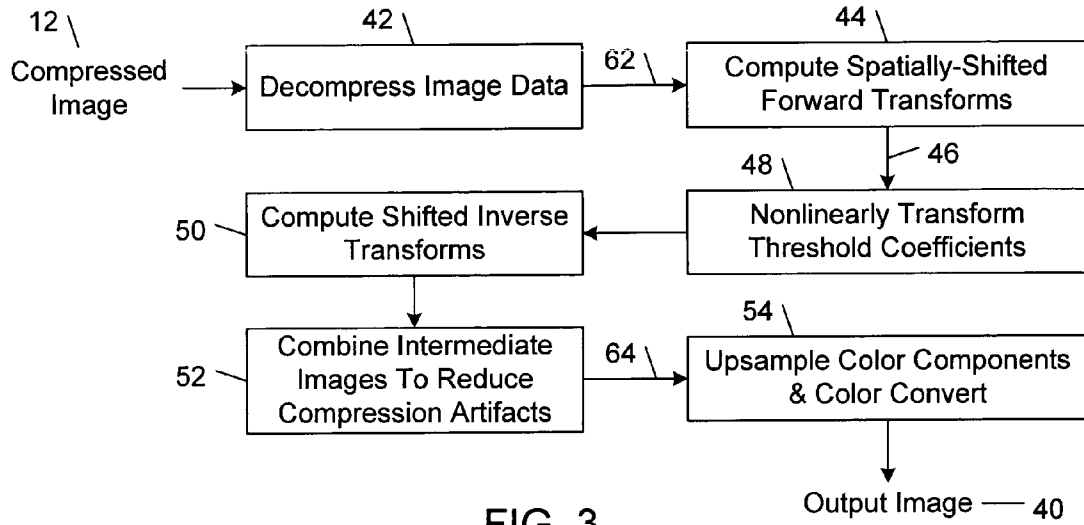 12
Compressed
Image
42
Decompress Image Data
62
44
Compute Spatially-Shifted
Forward Transforms
46
48
Nonlinearly Transform
Threshold Coefficients
50
Compute Shifted Inverse
Transforms
52
Combine Intermediate
Images To Reduce
Compression Artifacts
64
54
Upsample Color Components
& Color Convert
Output Image
40
FIG. 3